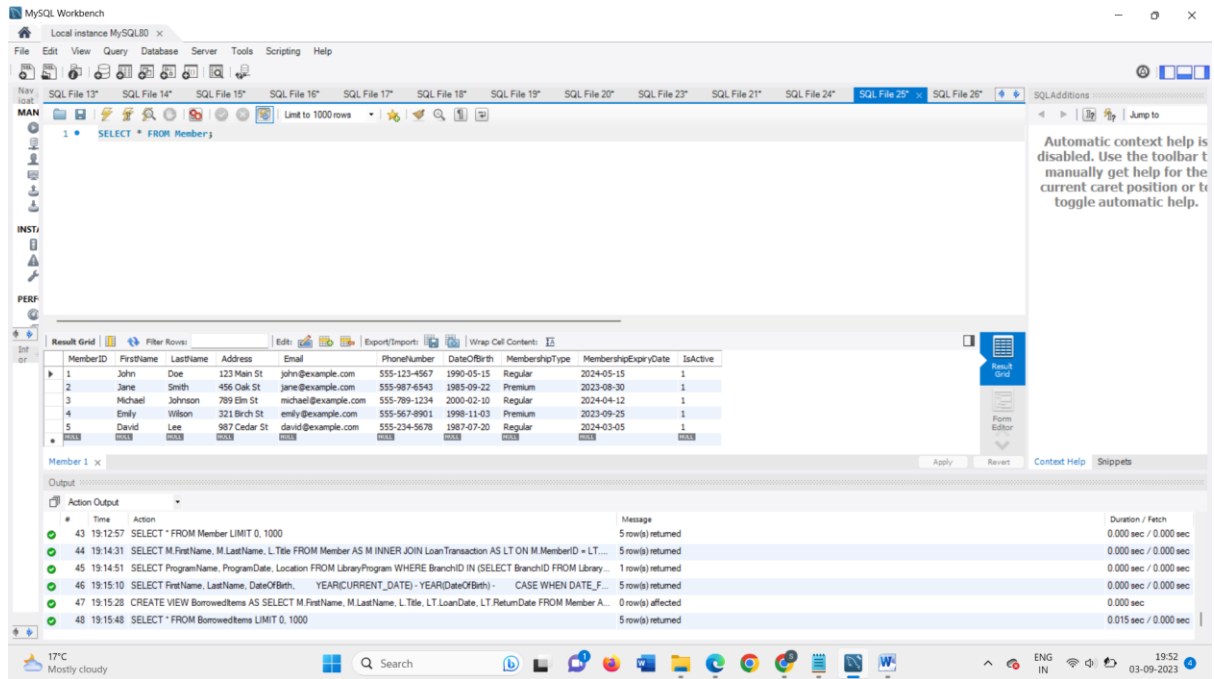 MySQL Workbench
Local instance MySQL80 ×
File Edit View Query Database Server Tools Scripting Help
Nav igat
SQL File 13* SQL File 14* SQL File 15* SQL File 16* SQL File 17* SQL File 18* SQL File 19* SQL File 20* SQL File 23* SQL File 21* SQL File 24* SQL File 25* × SQL File 26*
SQLAdditions
MAN
Limit to 1000 rows
Jump to
1 SELECT * FROM Member;
Automatic context help is
disabled. Use the toolbar t
manually get help for the
current caret position or to
toggle automatic help.
INST
PERF
Inf or
Result Grid Filter Rows: Edit: Export/Import: Wrap Cell Content:
MemberID FirstName LastName Address Email PhoneNumber DateOfBirth MembershipType MembershipExpiryDate IsActive
1 John Doe 123 Main St john@example.com 555-123-4567 1990-05-15 Regular 2024-05-15 1
2 Jane Smith 456 Oak St jane@example.com 555-987-6543 1985-09-22 Premium 2023-08-30 1
3 Michael Johnson 789 Elm St michael@example.com 555-789-1234 2000-02-10 Regular 2024-04-12 1
4 Emily Wilson 321 Birch St emily@example.com 555-567-8901 1998-11-03 Premium 2023-09-25 1
5 David Lee 987 Cedar St david@example.com 555-234-5678 1987-07-20 Regular 2024-03-05 1
NULL NULL NULL NULL NULL NULL NULL NULL NULL NULL
Result Grid
Form Editor
Member 1 ×
Apply Revert
Context Help Snippets
Output
Action Output
# Time Action Message Duration / Fetch
43 19:12:57 SELECT * FROM Member LIMIT 0, 1000 5 row(s) returned 0.000 sec / 0.000 sec
44 19:14:31 SELECT M.FirstName, M.LastName, L.Title FROM Member AS M INNER JOIN LoanTransaction AS LT ON M.MemberID = LT.... 5 row(s) returned 0.000 sec / 0.000 sec
45 19:14:51 SELECT ProgramName, ProgramDate, Location FROM LibraryProgram WHERE BranchID IN (SELECT BranchID FROM Library... 1 row(s) returned 0.000 sec / 0.000 sec
46 19:15:10 SELECT FirstName, LastName, DateOfBirth, YEAR(CURRENT_DATE) - YEAR(DateOfBirth) - CASE WHEN DATE_F... 5 row(s) returned 0.000 sec / 0.000 sec
47 19:15:28 CREATE VIEW BorrowedItems AS SELECT M.FirstName, M.LastName, L.Title, LT.LoanDate, LT.ReturnDate FROM Member A... 0 row(s) affected 0.000 sec
48 19:15:48 SELECT * FROM BorrowedItems LIMIT 0, 1000 5 row(s) returned 0.015 sec / 0.000 sec
17°C
Mostly cloudy
Search
ENG
IN
19:52
03-09-2023
4